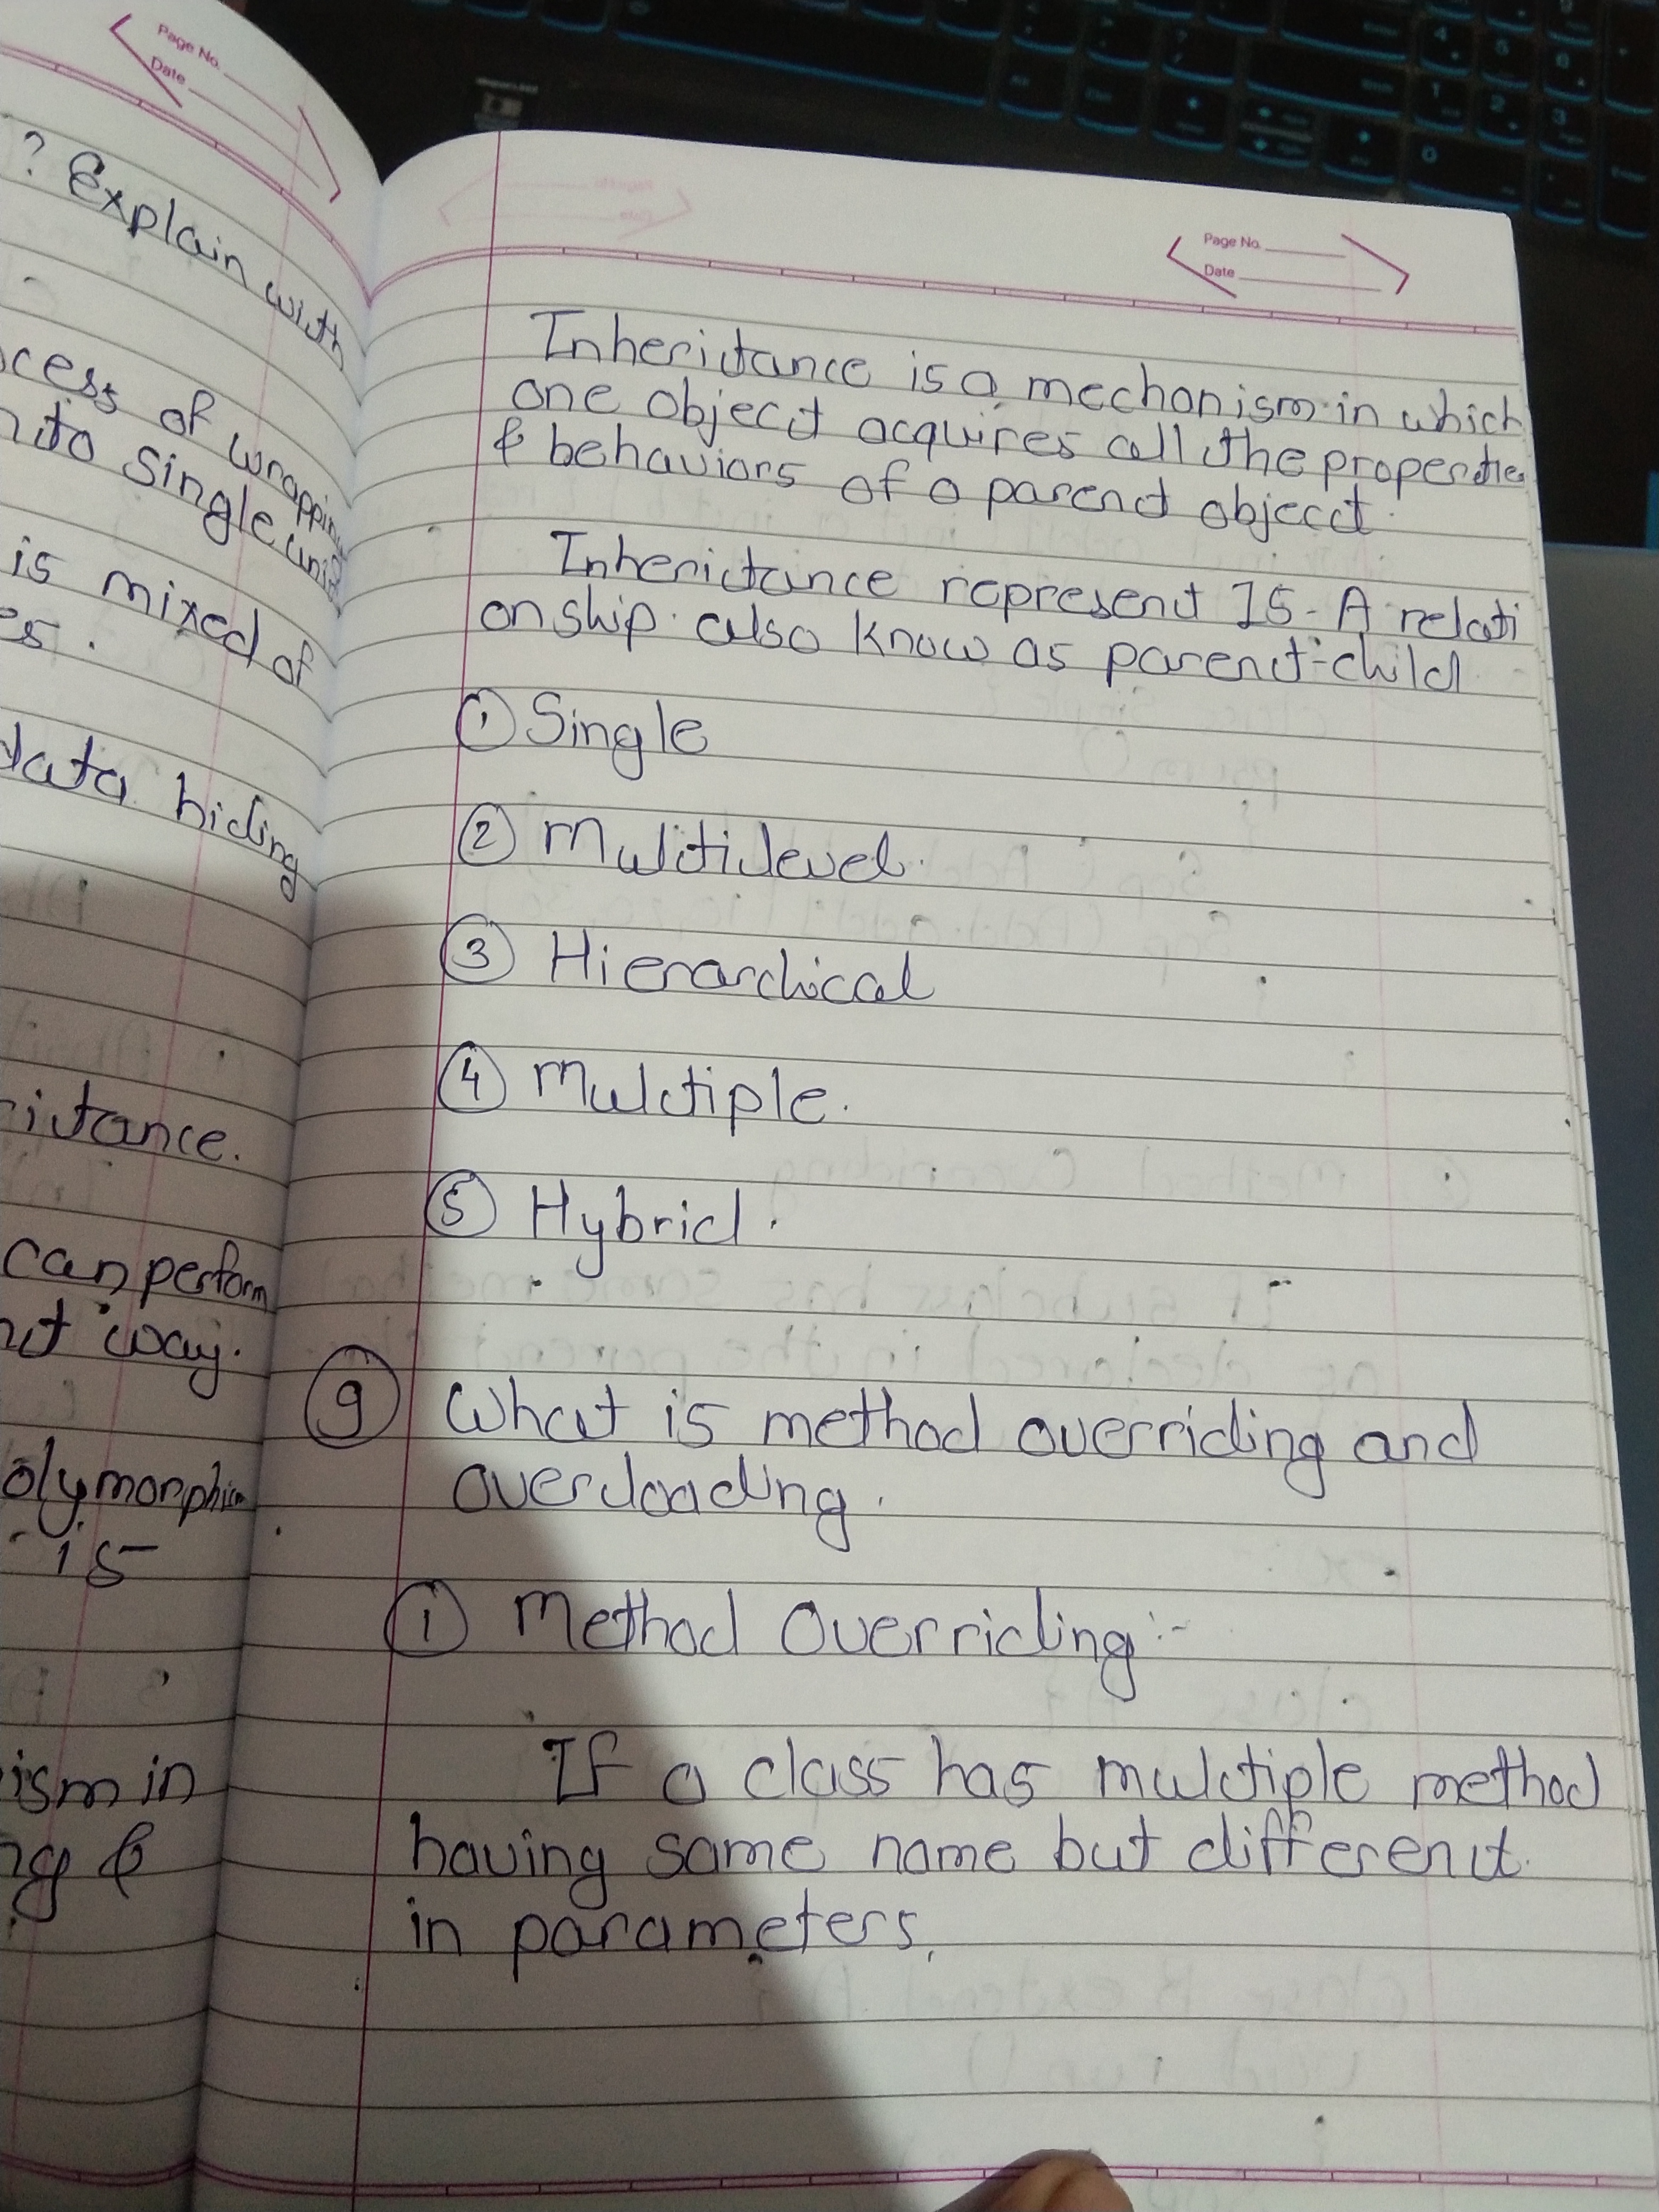 Page No.
Date
? Explain with
cess of wrappin
nto Single unit
is mixed of
es.
data hiding
ritance.
can perform
nt way.
olymorphism
- is
ism in
ng &
Page No.
Date
Inheritance is a mechanism in which
one object acquires all the propertie
& behaviors of a parent object
Inheritance represent IS-A relati
onship. also know as parent-child
① Single
② Multilevel.
③ Hierarchical
④ Multiple.
⑤ Hybrid.
⑨ What is method overriding and
overloading.
① Method Overriding:-
If a class has multiple method
having same name but different
in parameters.